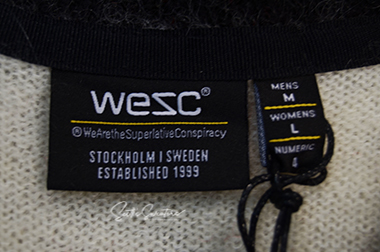 wesc®
®WeAretheSuperlativeConspiracy
STOCKHOLM I SWEDEN
ESTABLISHED 1999
MENS
M
WOMENS
L
NUMERIC
4